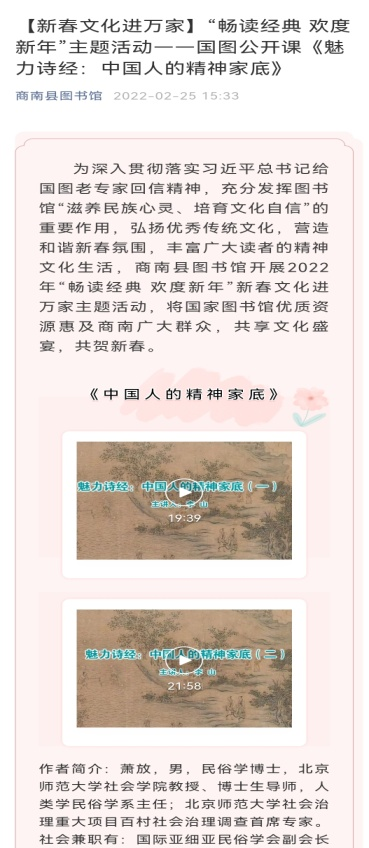 【新春文化进万家】“畅读经典 欢度
新年”主题活动——国图公开课《魅
力诗经：中国人的精神家底》
商南县图书馆 2022-02-25 15:33
为深入贯彻落实习近平总书记给
国图老专家回信精神，充分发挥图书
馆“滋养民族心灵、培育文化自信”的
重要作用，弘扬优秀传统文化，营造
和谐新春氛围，丰富广大读者的精神
文化生活，商南县图书馆开展2022
年“畅读经典 欢度新年”新春文化进
万家主题活动，将国家图书馆优质资
源惠及商南广大群众，共享文化盛
宴，共贺新春。
《中国人的精神家底》
魅力诗经：中国人的精神家底（一）
主讲人：李 山
19:39
魅力诗经：中国人的精神家底（二）
主讲人：李 山
21:58
作者简介：萧放，男，民俗学博士，北京
师范大学社会学院教授、博士生导师，人
类学民俗学系主任；北京师范大学社会治
理重大项目百村社会治理调查首席专家。
社会兼职有：国际亚细亚民俗学会副会长